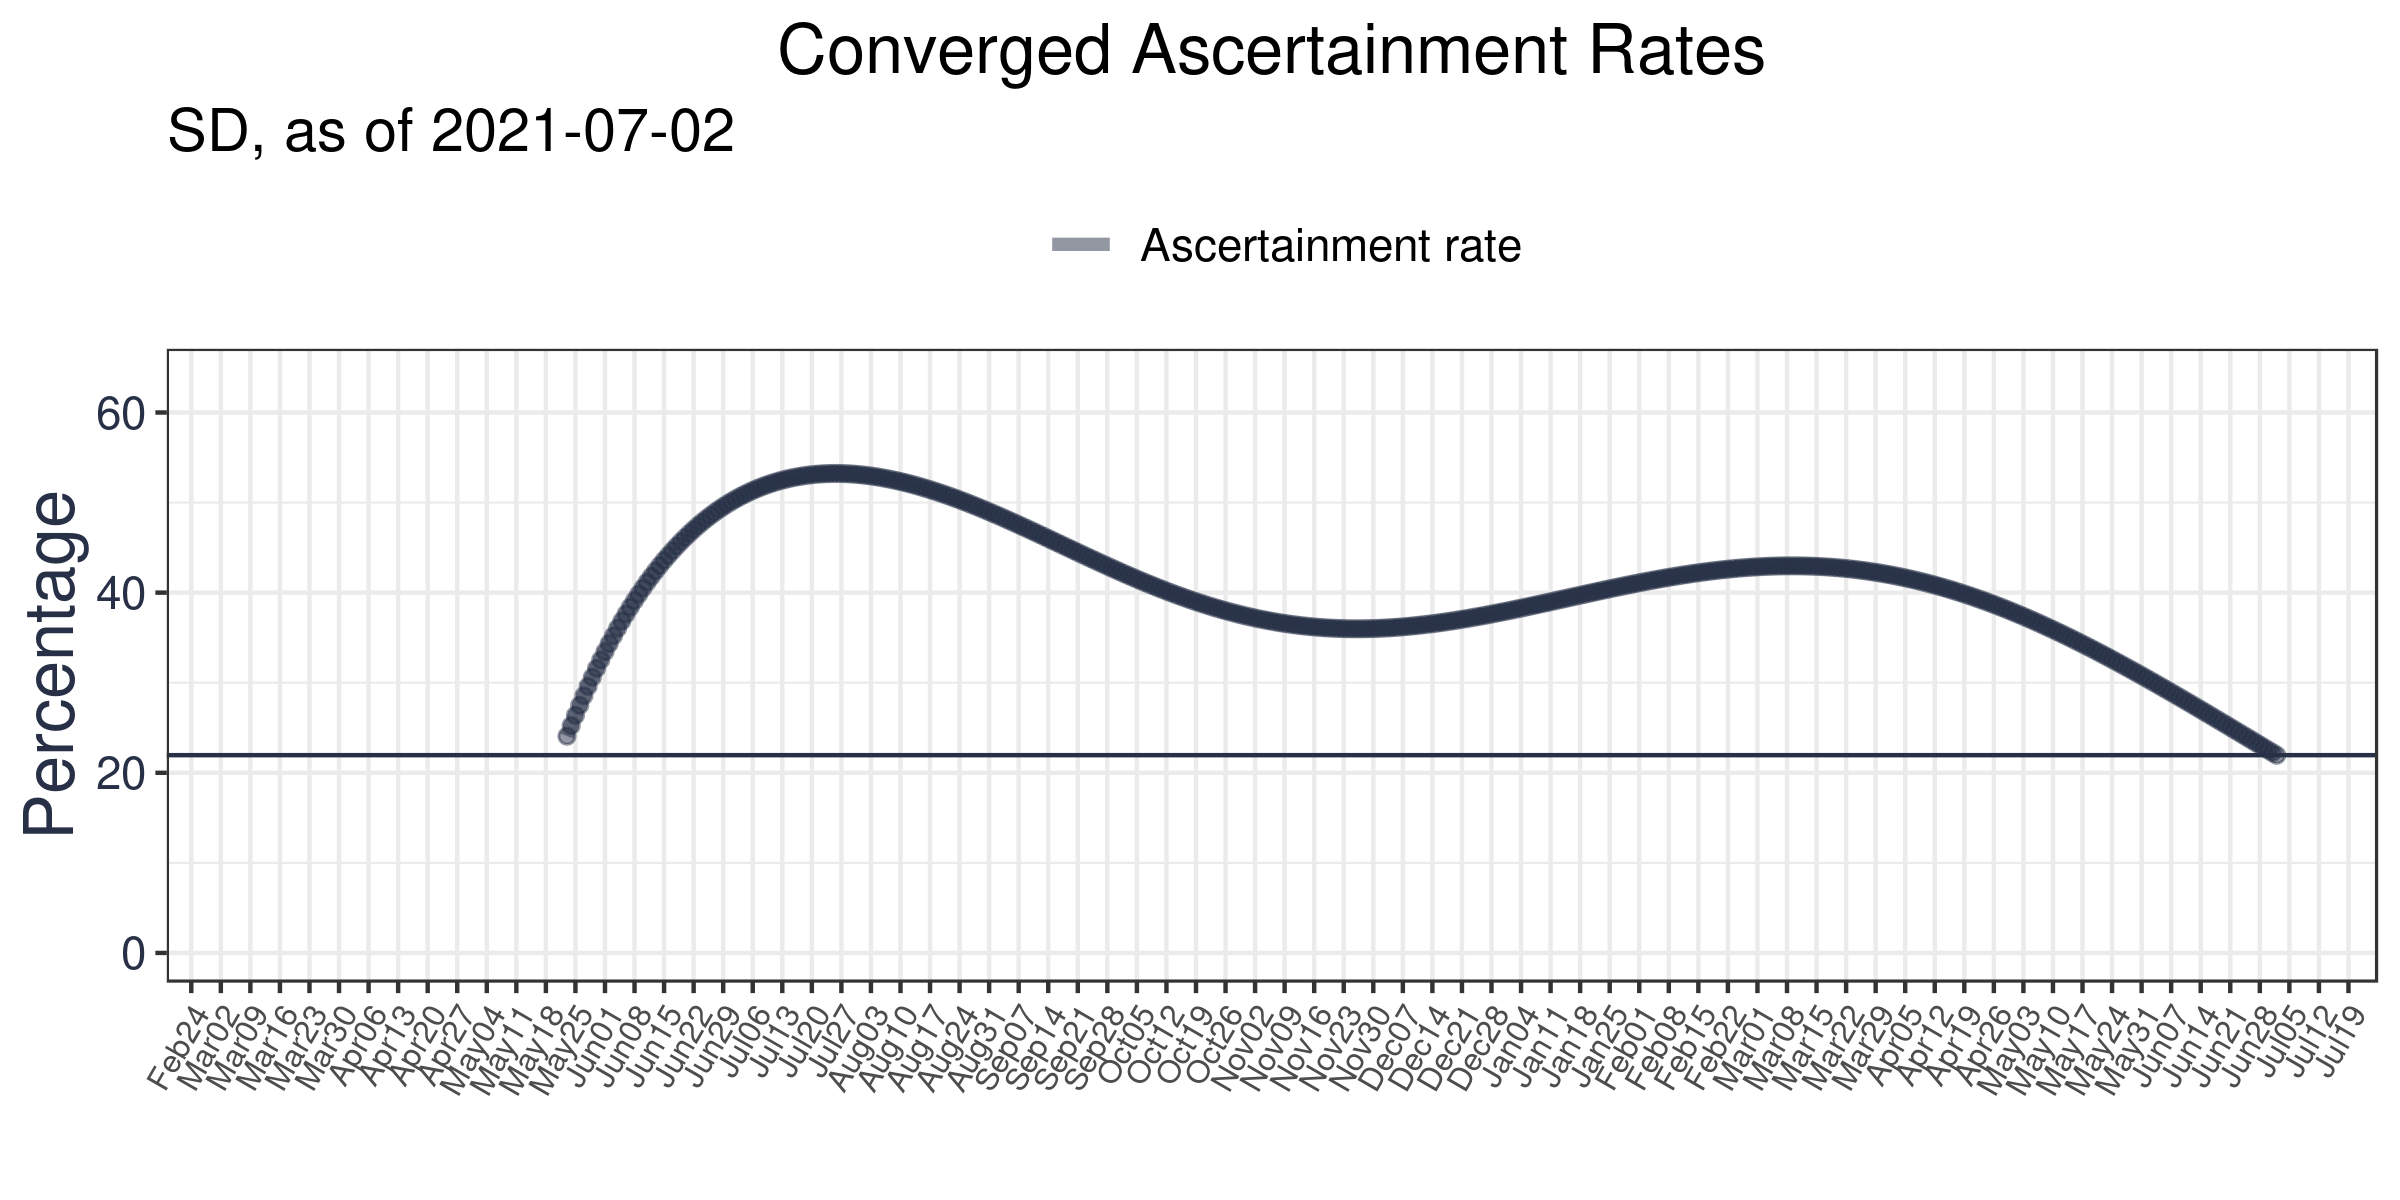 Converged Ascertainment Rates
SD, as of 2021-07-02
Ascertainment rate
Percentage
60
40
20
0
Feb24 Mar02 Mar09 Mar16 Mar23 Mar30 Apr06 Apr13 Apr20 Apr27 May04 May11 May18 May25 Jun01 Jun08 Jun15 Jun22 Jun29 Jul06 Jul13 Jul20 Jul27 Aug03 Aug10 Aug17 Aug24 Aug31 Sep07 Sep14 Sep21 Sep28 Oct05 Oct12 Oct19 Oct26 Nov02 Nov09 Nov16 Nov23 Nov30 Dec07 Dec14 Dec21 Dec28 Jan04 Jan11 Jan18 Jan25 Feb01 Feb08 Feb15 Feb22 Mar01 Mar08 Mar15 Mar22 Mar29 Apr05 Apr12 Apr19 Apr26 May03 May10 May17 May24 May31 Jun07 Jun14 Jun21 Jun28 Jul05 Jul12 Jul19